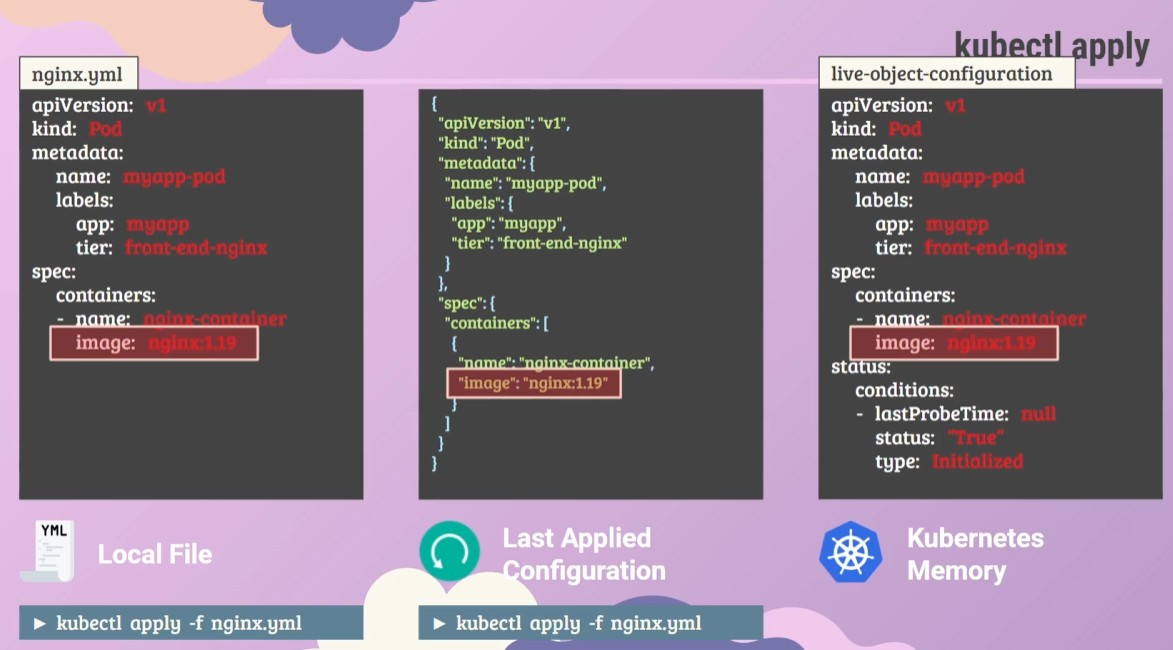 kubectl apply
nginx.yml
apiVersion: v1
kind: Pod
metadata:
name: myapp-pod
labels:
app: myapp
tier: front-end-nginx
spec:
containers:
- name: nginx-container
image: nginx:1.19
YML
Local File
► kubectl apply -f nginx.yml
{
"apiVersion": "v1",
"kind": "Pod",
"metadata": {
"name": "myapp-pod",
"labels": {
"app": "myapp",
"tier": "front-end-nginx"
}
},
"spec": {
"containers": [
{
"name": "nginx-container",
"image": "nginx:1.19"
}
]
}
}
Last Applied
Configuration
► kubectl apply -f nginx.yml
live-object-configuration
apiVersion: v1
kind: Pod
metadata:
name: myapp-pod
labels:
app: myapp
tier: front-end-nginx
spec:
containers:
- name: nginx-container
image: nginx:1.19
status:
conditions:
- lastProbeTime: null
status: "True"
type: Initialized
Kubernetes
Memory